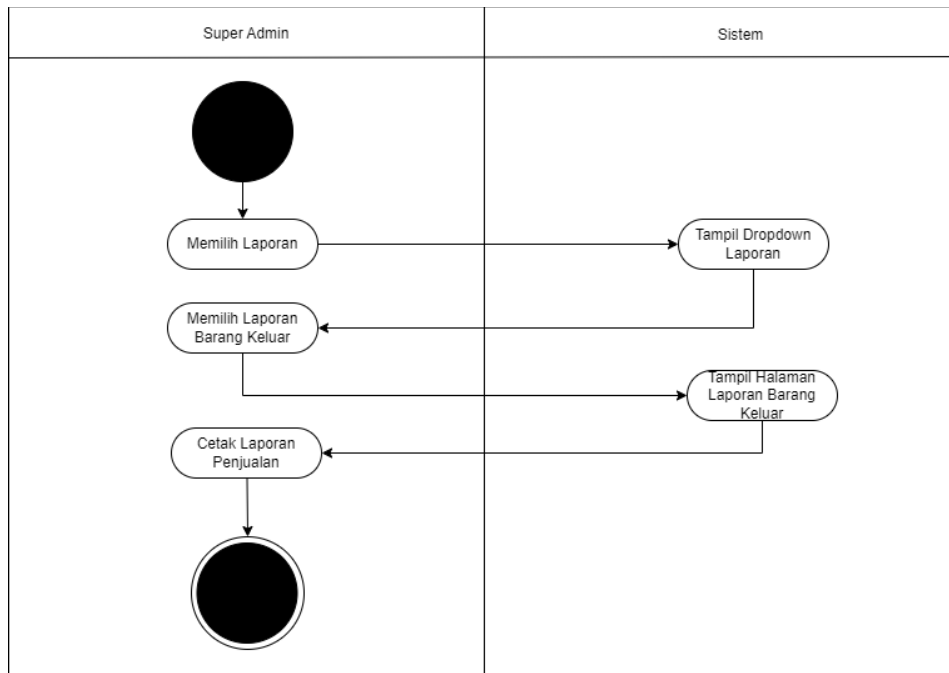 Super Admin
Sistem
Memilih Laporan
Tampil Dropdown
Laporan
Memilih Laporan
Barang Keluar
Tampil Halaman
Laporan Barang
Keluar
Cetak Laporan
Penjualan